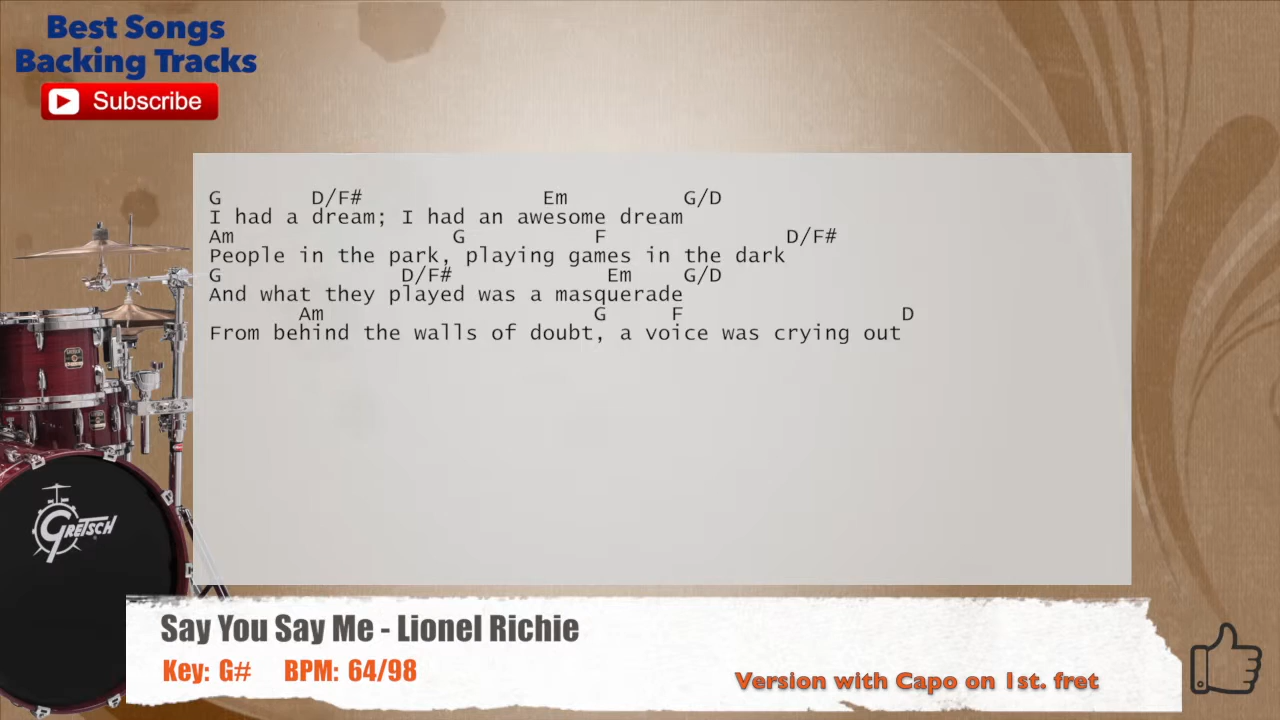 Best Songs
Backing Tracks
Subscribe
G       D/F#              Em         G/D
I had a dream; I had an awesome dream
Am                 G          F              D/F#
People in the park, playing games in the dark
G              D/F#            Em    G/D
And what they played was a masquerade
       Am                     G     F                 D
From behind the walls of doubt, a voice was crying out
GRETSCH
Say You Say Me - Lionel Richie
Key: G#    BPM: 64/98
Version with Capo on 1st. fret